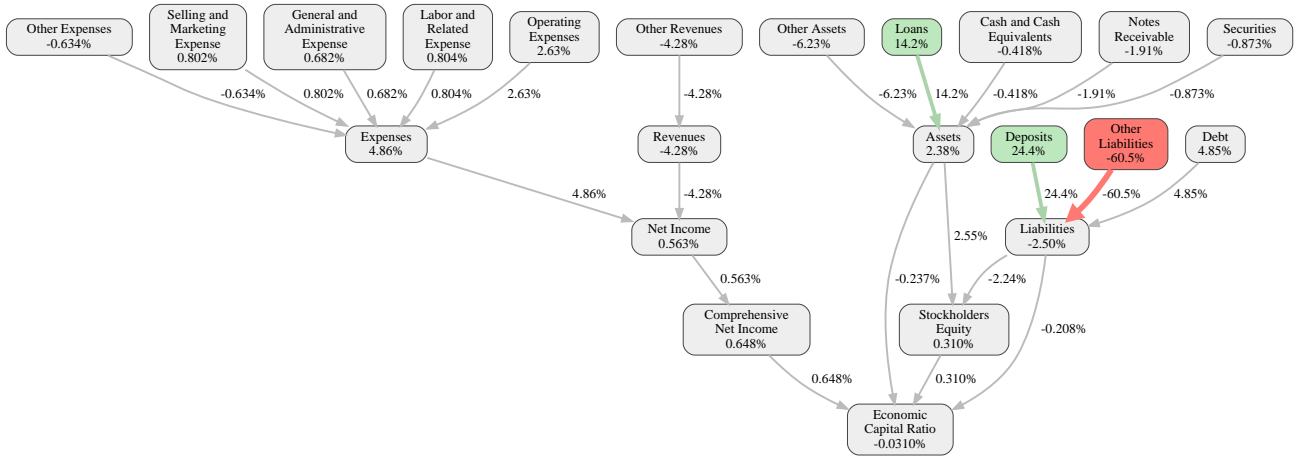 Other Expenses
-0.634%
Selling and
Marketing
Expense
0.802%
General and
Administrative
Expense
0.682%
Labor and
Related
Expense
0.804%
Operating
Expenses
2.63%
Other Revenues
-4.28%
Other Assets
-6.23%
Loans
14.2%
Cash and Cash
Equivalents
-0.418%
Notes
Receivable
-1.91%
Securities
-0.873%
-0.634%
0.802%
0.682%
0.804%
2.63%
-4.28%
-6.23%
14.2%
-0.418%
-1.91%
-0.873%
Expenses
4.86%
Revenues
-4.28%
Assets
2.38%
Deposits
24.4%
Other
Liabilities
-60.5%
Debt
4.85%
4.86%
-4.28%
24.4%
-60.5%
4.85%
Net Income
0.563%
2.55%
Liabilities
-2.50%
0.563%
-0.237%
-2.24%
Comprehensive
Net Income
0.648%
Stockholders
Equity
0.310%
-0.208%
0.648%
0.310%
Economic
Capital Ratio
-0.0310%